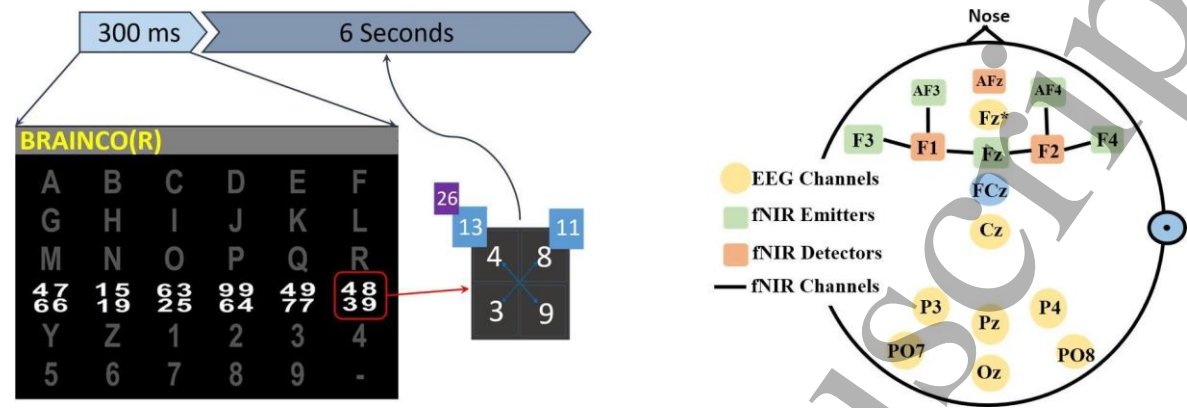 300 ms
6 Seconds
BRAINCO(R)
A B C D E F
G H I J K L
M N O P Q R
47 15 63 99 49 48
66 19 25 64 77 39
Y Z 1 2 3 4
5 6 7 8 9 -
26
13 11
4 8
3 9
Nose
AF3 AFz AF4
Fz*
F3 F1 Fz F2 F4
FCz
Cz
P3 Pz P4
PO7 Oz PO8
EEG Channels
fNIR Emitters
fNIR Detectors
fNIR Channels